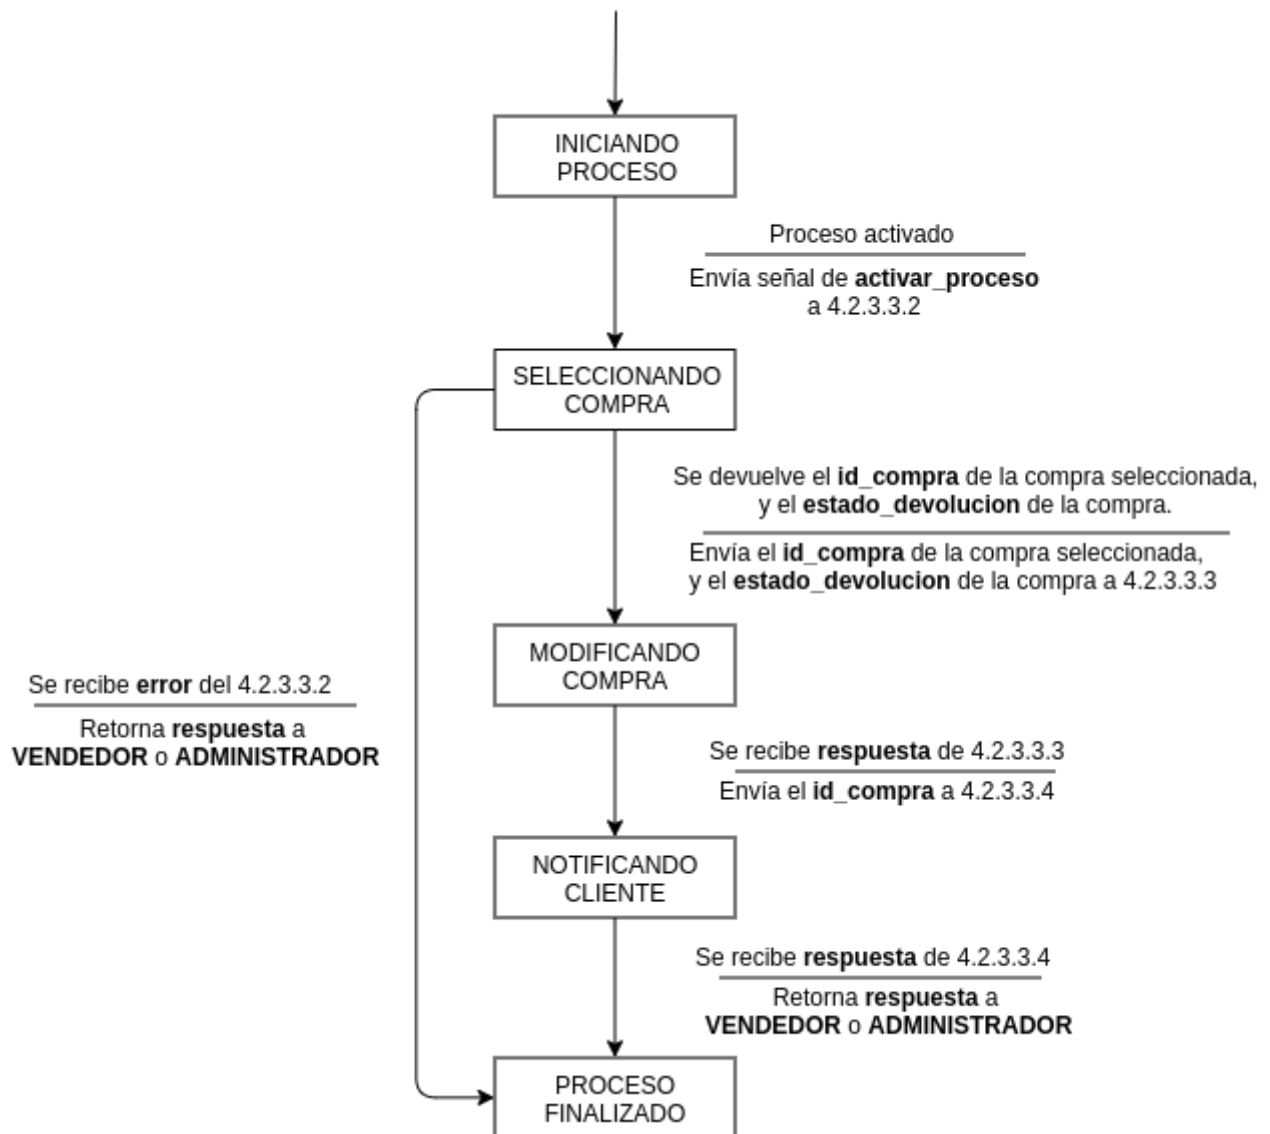 INICIANDO
PROCESO
Proceso activado
Envía señal de activar_proceso
a 4.2.3.3.2
SELECCIONANDO
COMPRA
Se devuelve el id_compra de la compra seleccionada,
y el estado_devolucion de la compra.
Envía el id_compra de la compra seleccionada,
y el estado_devolucion de la compra a 4.2.3.3.3
MODIFICANDO
COMPRA
Se recibe error del 4.2.3.3.2
Retorna respuesta a
VENDEDOR o ADMINISTRADOR
Se recibe respuesta de 4.2.3.3.3
Envía el id_compra a 4.2.3.3.4
NOTIFICANDO
CLIENTE
Se recibe respuesta de 4.2.3.3.4
Retorna respuesta a
VENDEDOR o ADMINISTRADOR
PROCESO
FINALIZADO